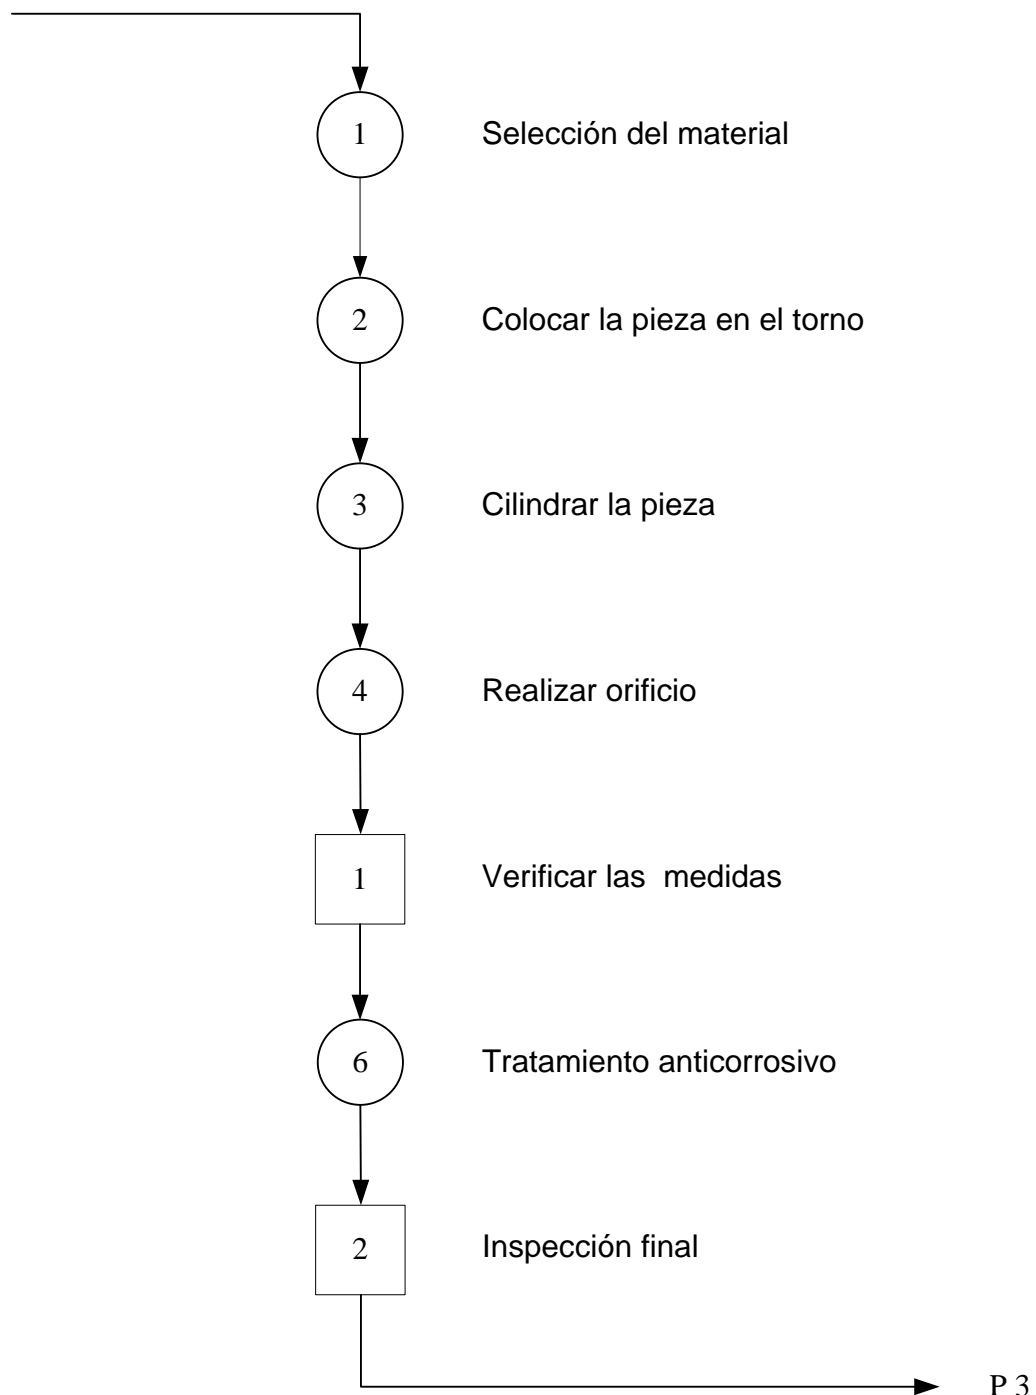 1 Selección del material
2 Colocar la pieza en el torno
3 Cilindrar la pieza
4 Realizar orificio
1 Verificar las  medidas
6 Tratamiento anticorrosivo
2 Inspección final
P 3